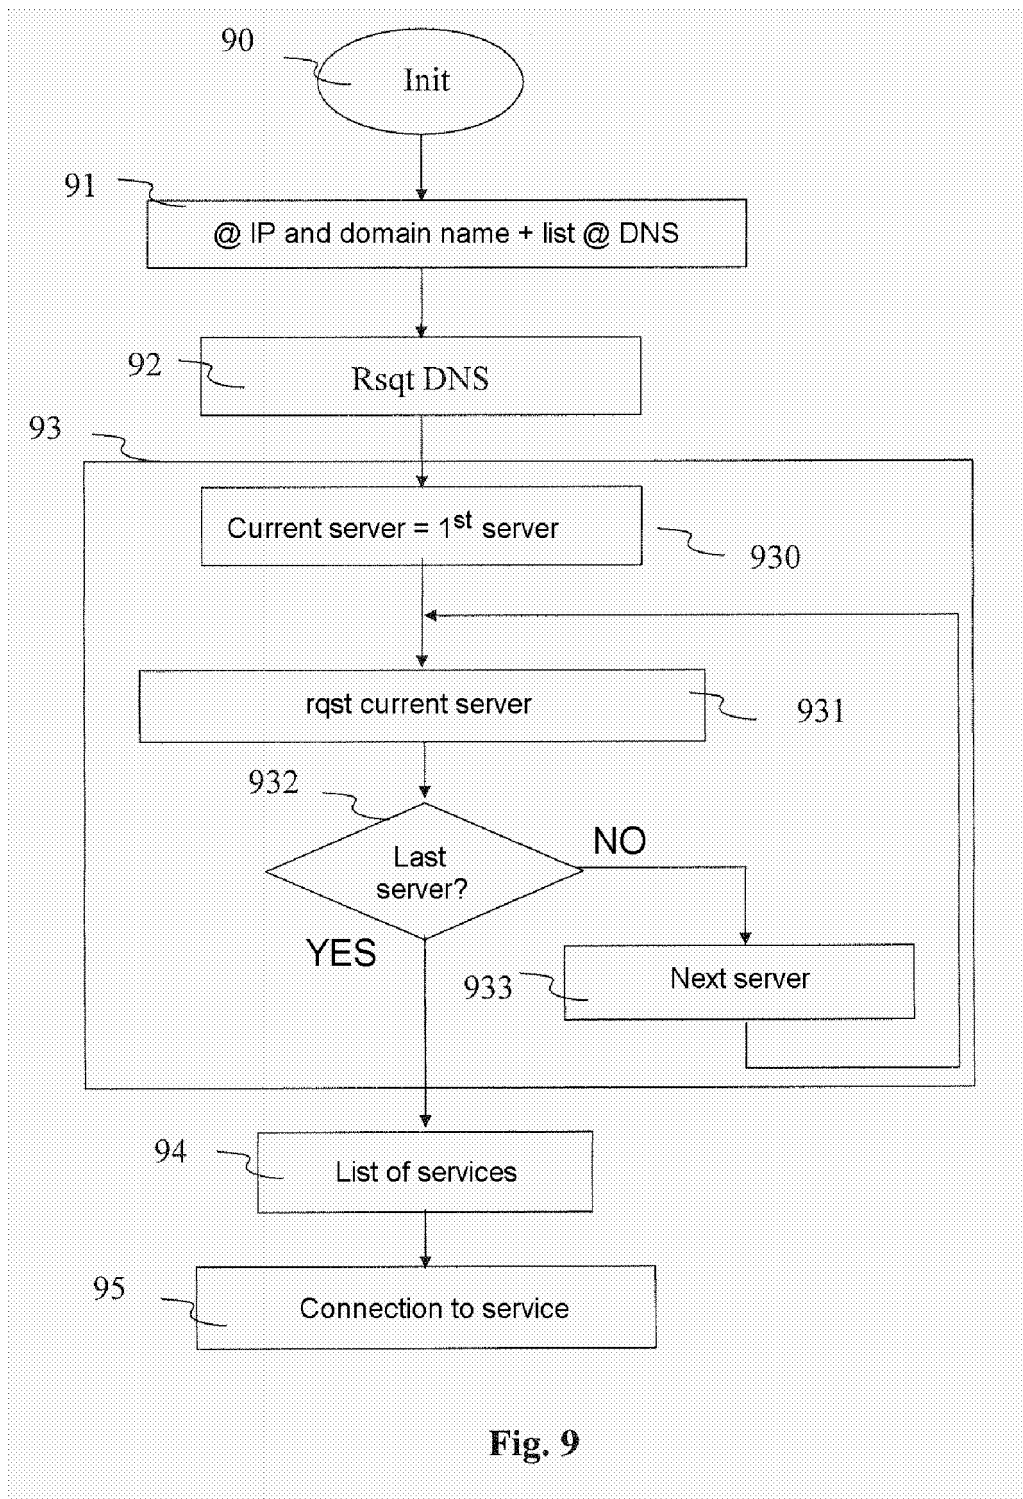 90
Init
91
@ IP and domain name + list @ DNS
92
Rsqt DNS
93
Current server = 1st server
930
rqst current server
931
932
Last
server?
NO
YES
Next server
933
94
List of services
95
Connection to service
Fig. 9